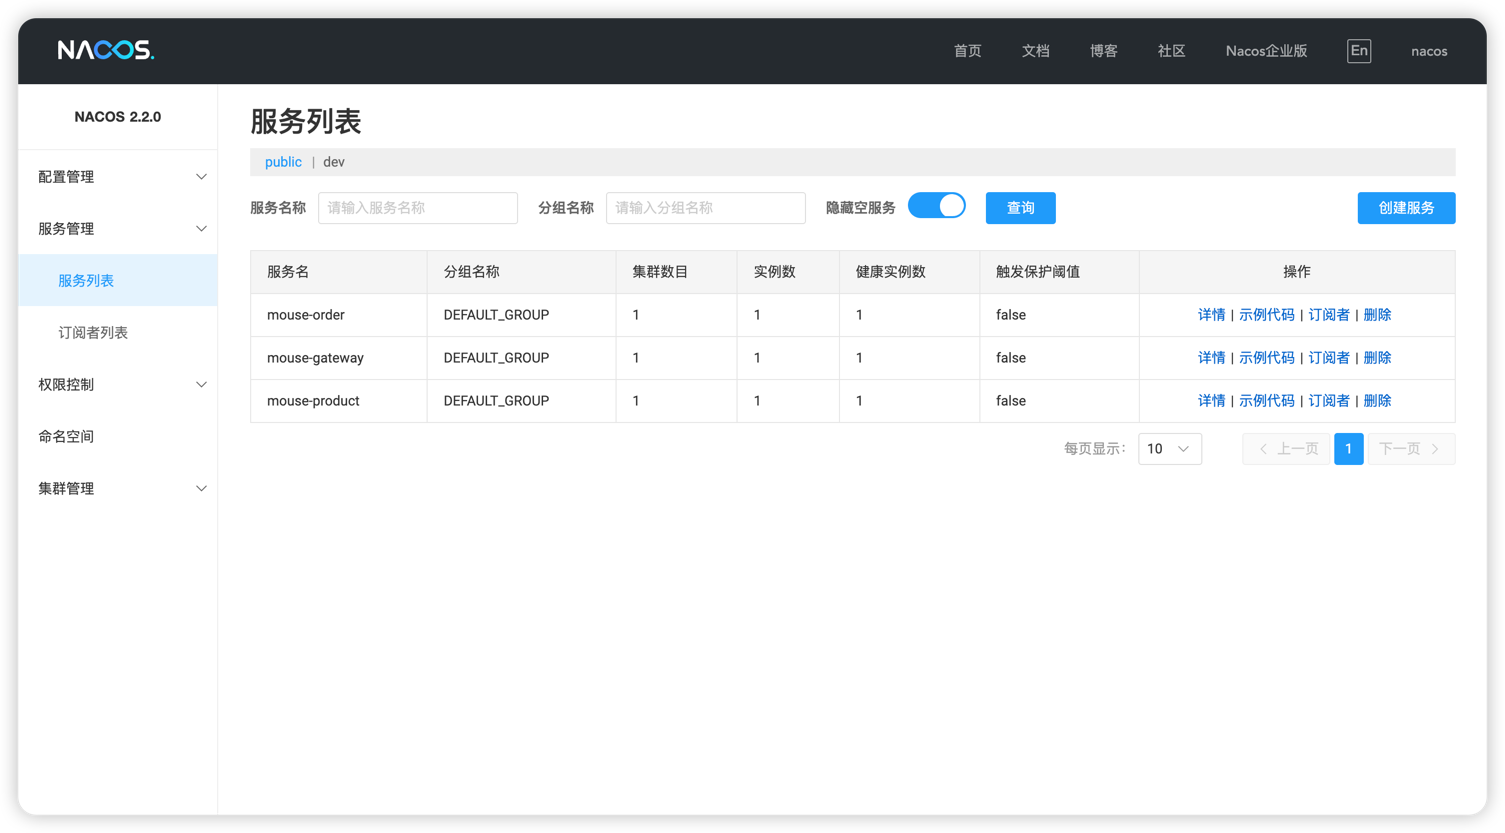 NACOS. 首页 文档 博客 社区 Nacos企业版 En nacos
NACOS 2.2.0
配置管理
服务管理
服务列表
订阅者列表
权限控制
命名空间
集群管理
服务列表
public | dev
服务名称 请输入服务名称 分组名称 请输入分组名称 隐藏空服务 查询 创建服务
服务名 分组名称 集群数目 实例数 健康实例数 触发保护阈值 操作
mouse-order DEFAULT_GROUP 1 1 1 false 详情 | 示例代码 | 订阅者 | 删除
mouse-gateway DEFAULT_GROUP 1 1 1 false 详情 | 示例代码 | 订阅者 | 删除
mouse-product DEFAULT_GROUP 1 1 1 false 详情 | 示例代码 | 订阅者 | 删除
每页显示: 10 上一页 1 下一页